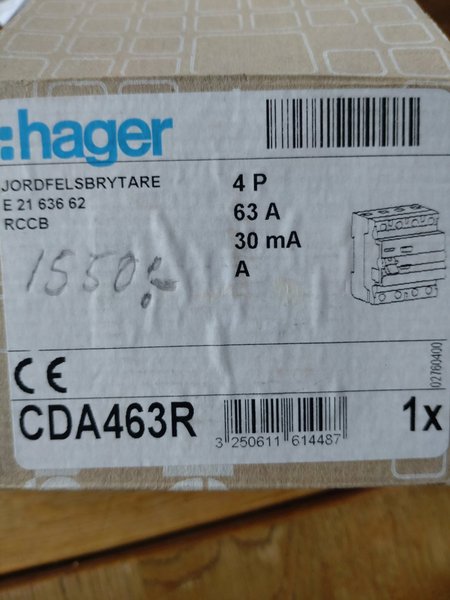 :hager
JORDFELSBRYTARE
E 21 636 62
RCCB
4 P
63 A
30 mA
A
1550:-
02760400
CE
CDA463R
3 250611 614487
1x